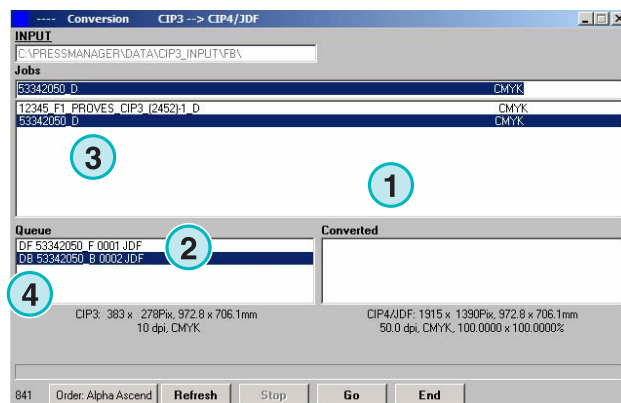 ---- Conversion CIP3 --> CIP4/JDF
INPUT
C:\PRESSMANAGER\DATA\CIP3_INPUT\FB\
Jobs
53342050_D CMYK
12345_F1_PROVES_CIP3_(2452)-1_D CMYK
53342050_D CMYK
3
1
Queue Converted
DF 53342050_F 0001 JDF
2
DB 53342050_B 0002 JDF
4
CIP3: 383 x 278Pix, 972.8 x 706.1mm CIP4/JDF: 1915 x 1390Pix, 972.8 x 706.1mm
10 dpi, CMYK 50.0 dpi, CMYK, 100.0000 x 100.0000%
841 Order: Alpha Ascend Refresh Stop Go End